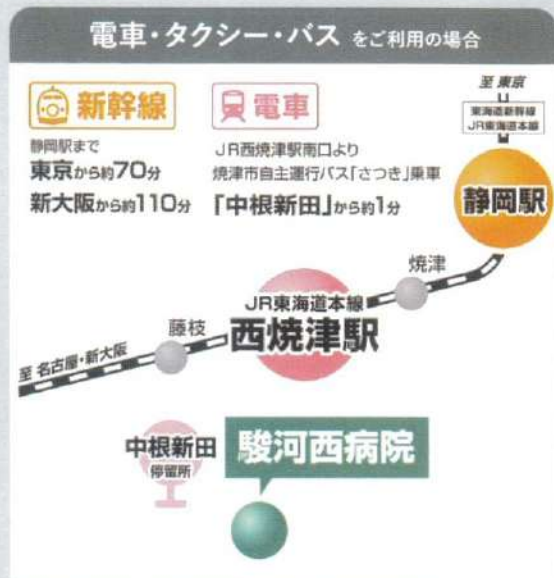 電車・タクシー・バス をご利用の場合
新幹線
静岡駅まで
東京から約70分
新大阪から約110分
電車
JR西焼津駅南口より
焼津市自主運行バス「さつき」乗車
「中根新田」から約1分
至 東京
東海道新幹線
JR東海道本線
静岡駅
焼津
JR東海道本線
西焼津駅
藤枝
至 名古屋・新大阪
中根新田
停留所
駿河西病院